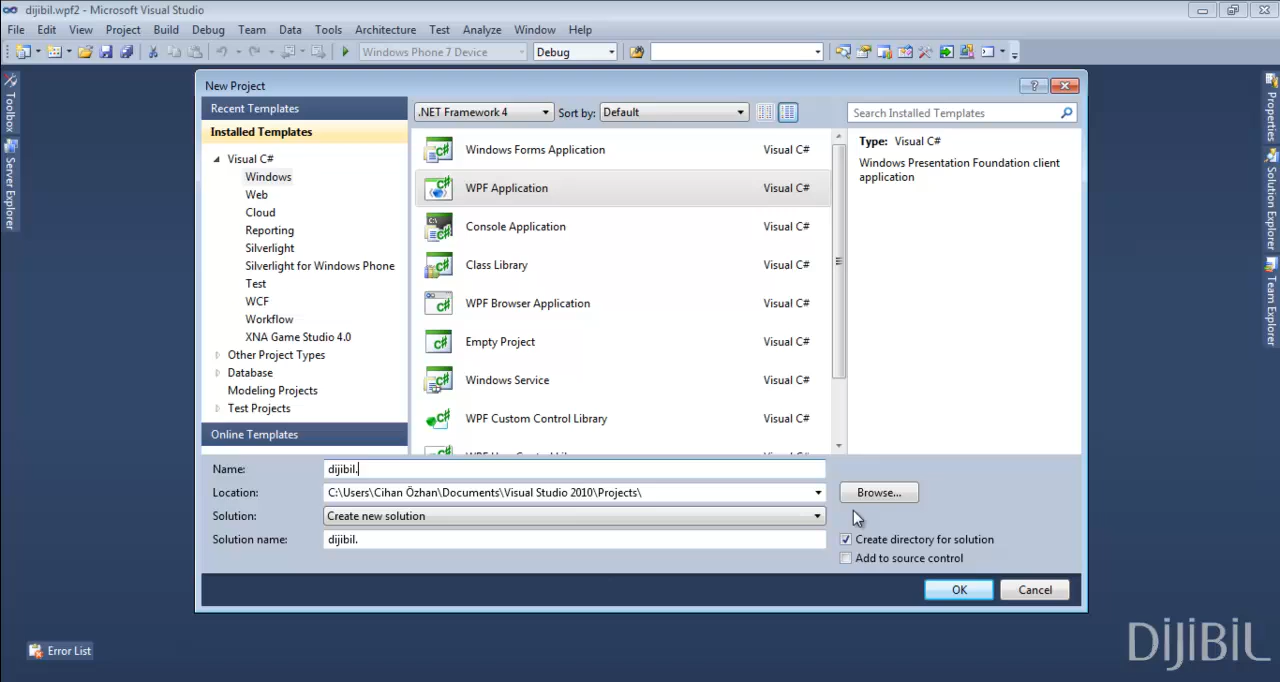 dijibil.wpf2 - Microsoft Visual Studio
File Edit View Project Build Debug Team Data Tools Architecture Test Analyze Window Help
Windows Phone 7 Device Debug
Toolbox
Server Explorer
New Project
Recent Templates
Installed Templates
Visual C#
Windows
Web
Cloud
Reporting
Silverlight
Silverlight for Windows Phone
Test
WCF
Workflow
XNA Game Studio 4.0
Other Project Types
Database
Modeling Projects
Test Projects
Online Templates
.NET Framework 4 Sort by: Default
Windows Forms Application Visual C#
WPF Application Visual C#
Console Application Visual C#
Class Library Visual C#
WPF Browser Application Visual C#
Empty Project Visual C#
Windows Service Visual C#
WPF Custom Control Library Visual C#
Search Installed Templates
Type: Visual C#
Windows Presentation Foundation client
application
Name: dijibil.
Location: C:\Users\Cihan Özhan\Documents\Visual Studio 2010\Projects\ Browse...
Solution: Create new solution
Solution name: dijibil.
Create directory for solution
Add to source control
OK Cancel
Properties
Solution Explorer
Team Explorer
Error List
DiJiBiL